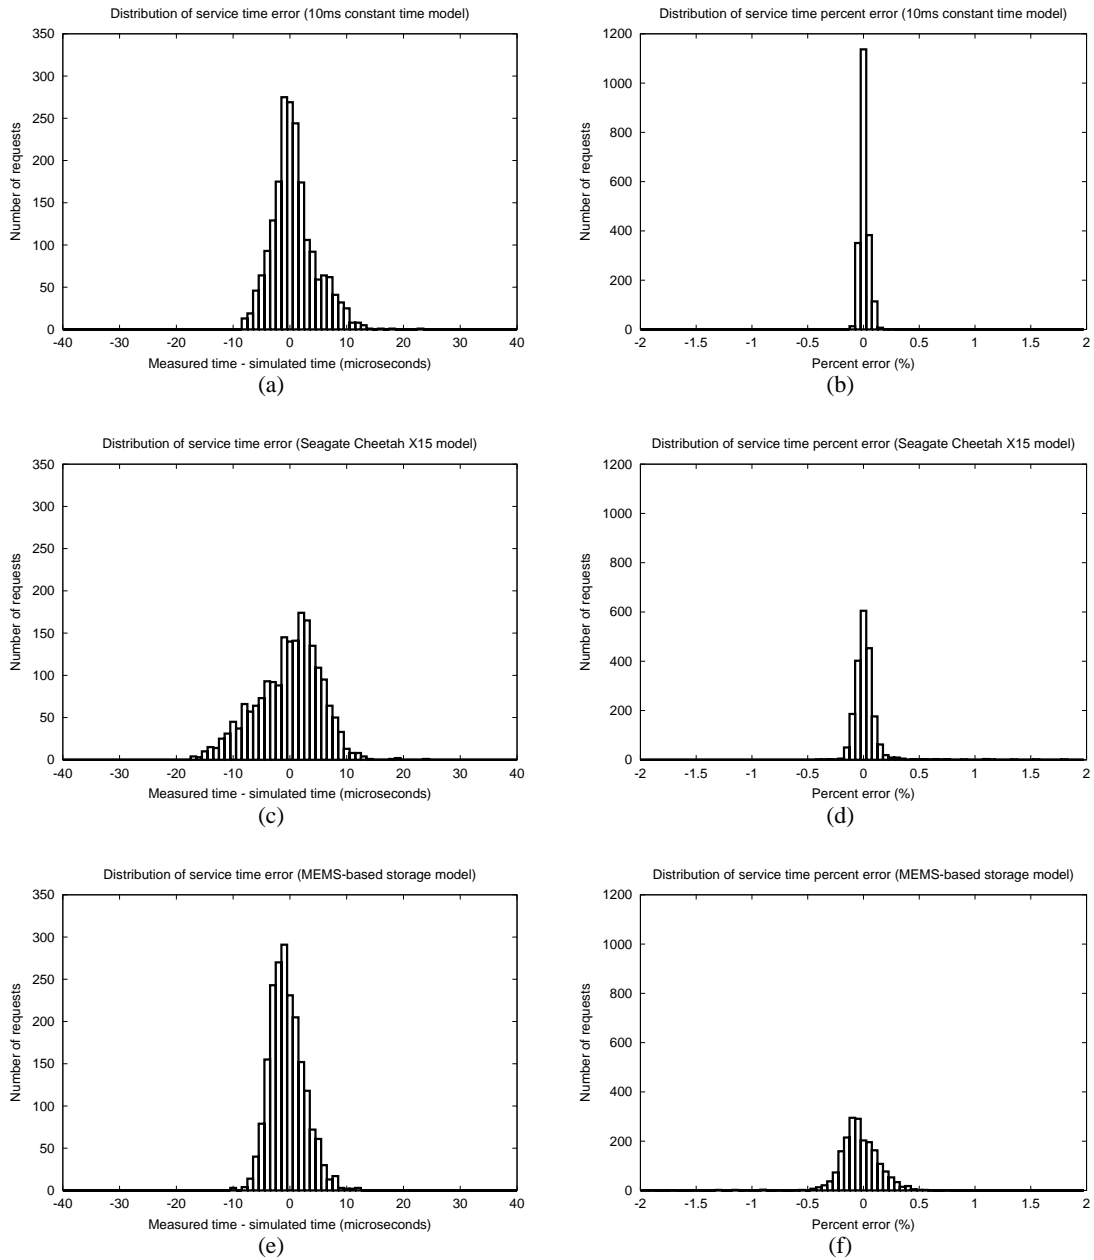 Distribution of service time error (10ms constant time model)
350
300
250
200
150
100
50
0
-40 -30 -20 -10 0 10 20 30 40
Number of requests
Measured time - simulated time (microseconds)
(a)
Distribution of service time percent error (10ms constant time model)
1200
1000
800
600
400
200
0
-2 -1.5 -1 -0.5 0 0.5 1 1.5 2
Number of requests
Percent error (%)
(b)
Distribution of service time error (Seagate Cheetah X15 model)
350
300
250
200
150
100
50
0
-40 -30 -20 -10 0 10 20 30 40
Number of requests
Measured time - simulated time (microseconds)
(c)
Distribution of service time percent error (Seagate Cheetah X15 model)
1200
1000
800
600
400
200
0
-2 -1.5 -1 -0.5 0 0.5 1 1.5 2
Number of requests
Percent error (%)
(d)
Distribution of service time error (MEMS-based storage model)
350
300
250
200
150
100
50
0
-40 -30 -20 -10 0 10 20 30 40
Number of requests
Measured time - simulated time (microseconds)
(e)
Distribution of service time percent error (MEMS-based storage model)
1200
1000
800
600
400
200
0
-2 -1.5 -1 -0.5 0 0.5 1 1.5 2
Number of requests
Percent error (%)
(f)